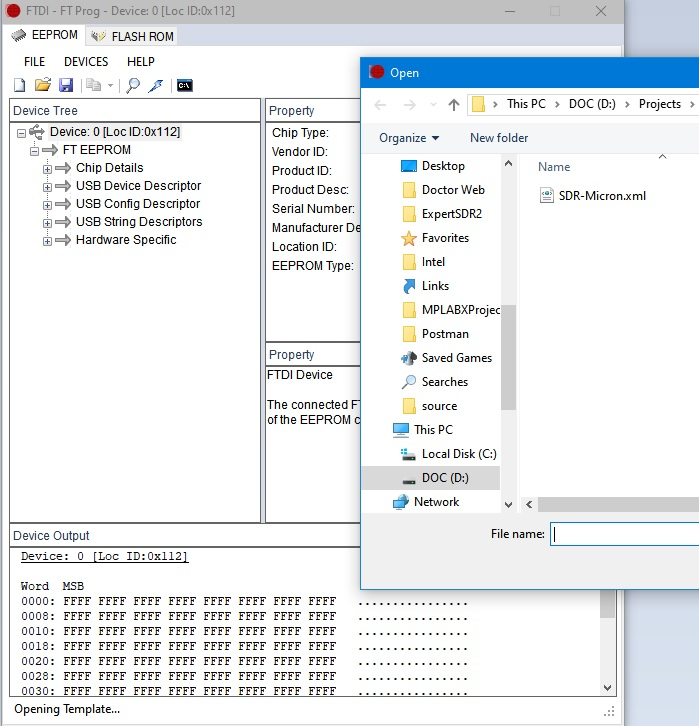 FTDI - FT Prog - Device: 0 [Loc ID:0x112]
EEPROM
FLASH ROM
FILE DEVICES HELP
Device Tree
Device: 0 [Loc ID:0x112]
FT EEPROM
Chip Details
USB Device Descriptor
USB Config Descriptor
USB String Descriptors
Hardware Specific
Property
Chip Type:
Vendor ID:
Product ID:
Product Desc:
Serial Number:
Manufacturer De
Location ID:
EEPROM Type:
Property
FTDI Device
The connected FT
of the EEPROM c
Open
This PC > DOC (D:) > Projects >
Organize New folder
Desktop
Doctor Web
ExpertSDR2
Favorites
Intel
Links
MPLABXProjec
Postman
Saved Games
Searches
source
This PC
Local Disk (C:)
DOC (D:)
Network
Name
SDR-Micron.xml
File name:
Device Output
Device: 0 [Loc ID:0x112]
Word MSB
0000: FFFF FFFF FFFF FFFF FFFF FFFF FFFF FFFF ................
0008: FFFF FFFF FFFF FFFF FFFF FFFF FFFF FFFF ................
0010: FFFF FFFF FFFF FFFF FFFF FFFF FFFF FFFF ................
0018: FFFF FFFF FFFF FFFF FFFF FFFF FFFF FFFF ................
0020: FFFF FFFF FFFF FFFF FFFF FFFF FFFF FFFF ................
0028: FFFF FFFF FFFF FFFF FFFF FFFF FFFF FFFF ................
0030: FFFF FFFF FFFF FFFF FFFF FFFF FFFF FFFF ................
Opening Template...